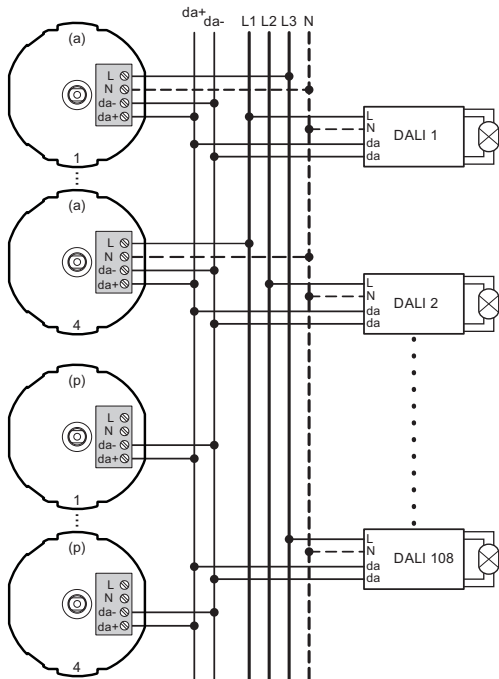 da+ da- L1 L2 L3 N
(a)
L
N
da-
da+
1
DALI 1
L
N
da
da
(a)
L
N
da-
da+
4
DALI 2
L
N
da
da
(p)
L
N
da-
da+
1
(p)
L
N
da-
da+
4
DALI 108
L
N
da
da